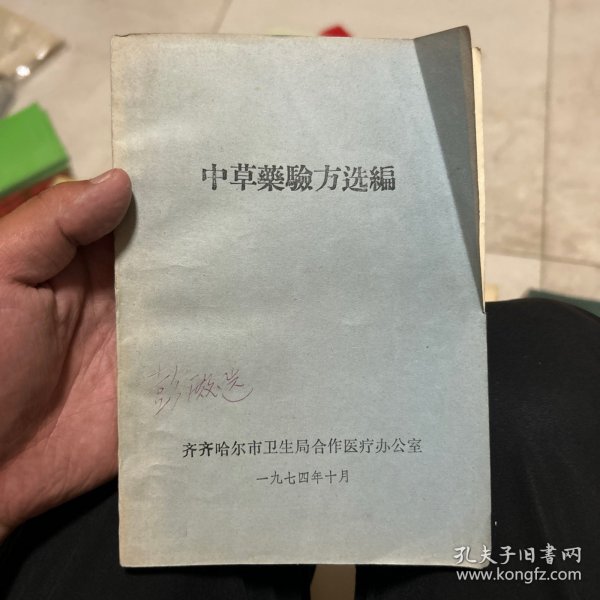 中草藥驗方选編
齐齐哈尔市卫生局合作医疗办公室
一九七四年十月
孔夫子旧书网
www.kongfz.com